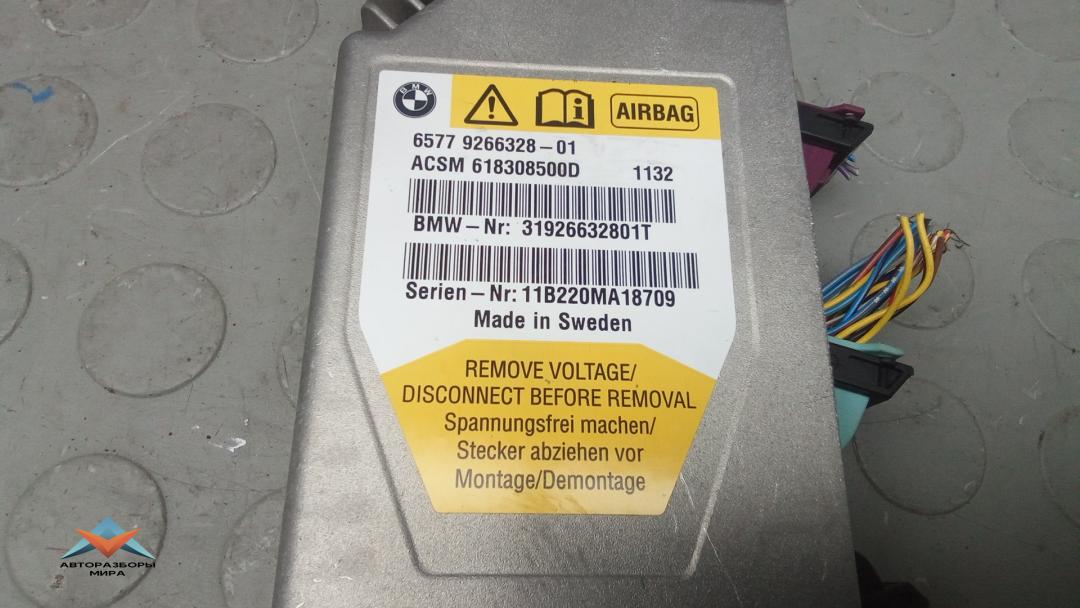 BMW
AIRBAG
6577 9266328-01
ACSM 618308500D 1132
BMW-Nr: 31926632801T
Serien-Nr: 11B220MA18709
Made in Sweden
REMOVE VOLTAGE/
DISCONNECT BEFORE REMOVAL
Spannungsfrei machen/
Stecker abziehen vor
Montage/Demontage
АВТОРАЗБОРЫ
МИРА